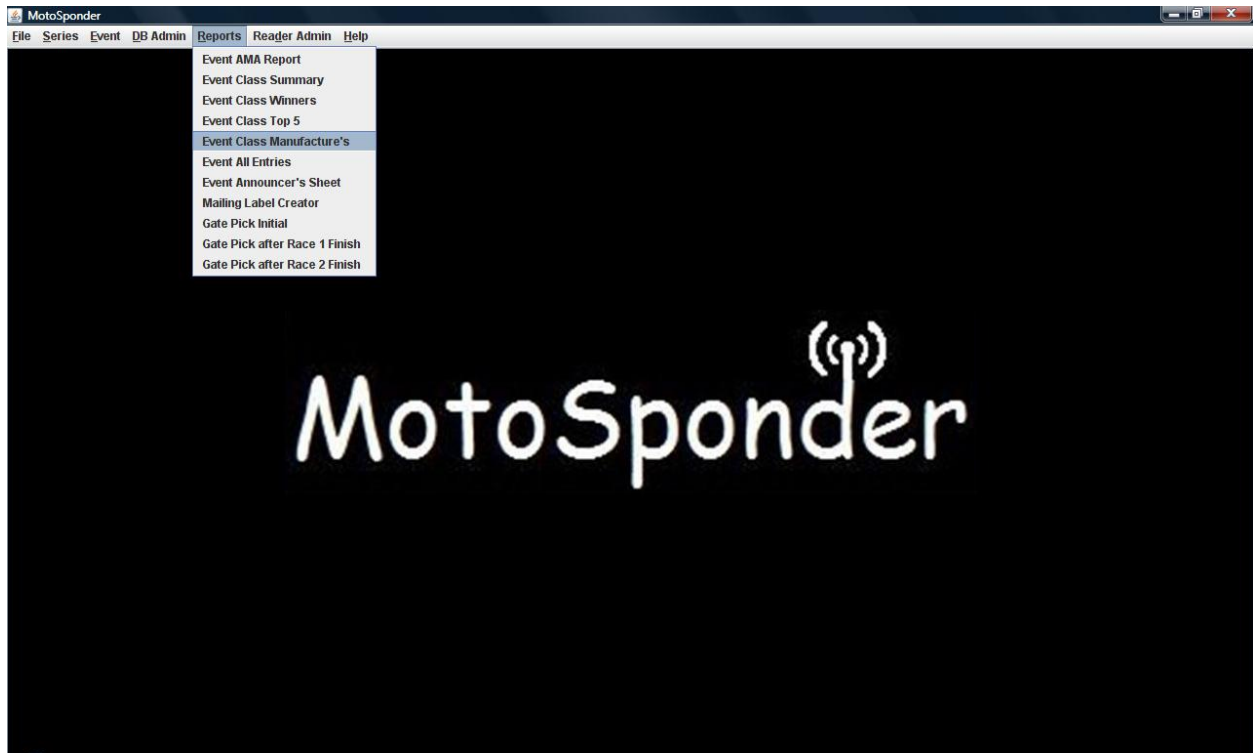 MotoSponder
File Series Event DB Admin Reports Reader Admin Help
Event AMA Report
Event Class Summary
Event Class Winners
Event Class Top 5
Event Class Manufacture's
Event All Entries
Event Announcer's Sheet
Mailing Label Creator
Gate Pick Initial
Gate Pick after Race 1 Finish
Gate Pick after Race 2 Finish
MotoSponder